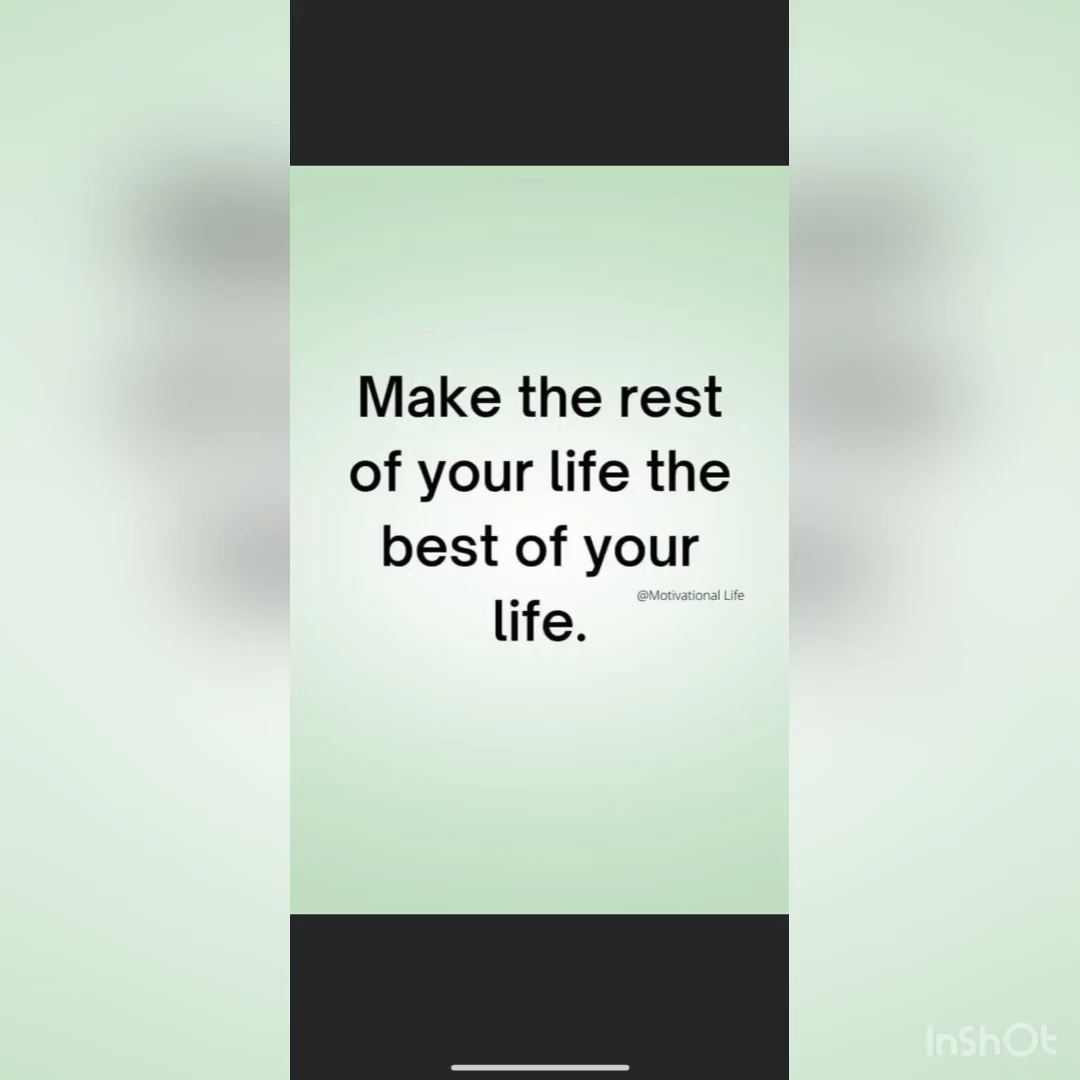 Make the rest
of your life the
best of your
life.
@Motivational Life
InShOt